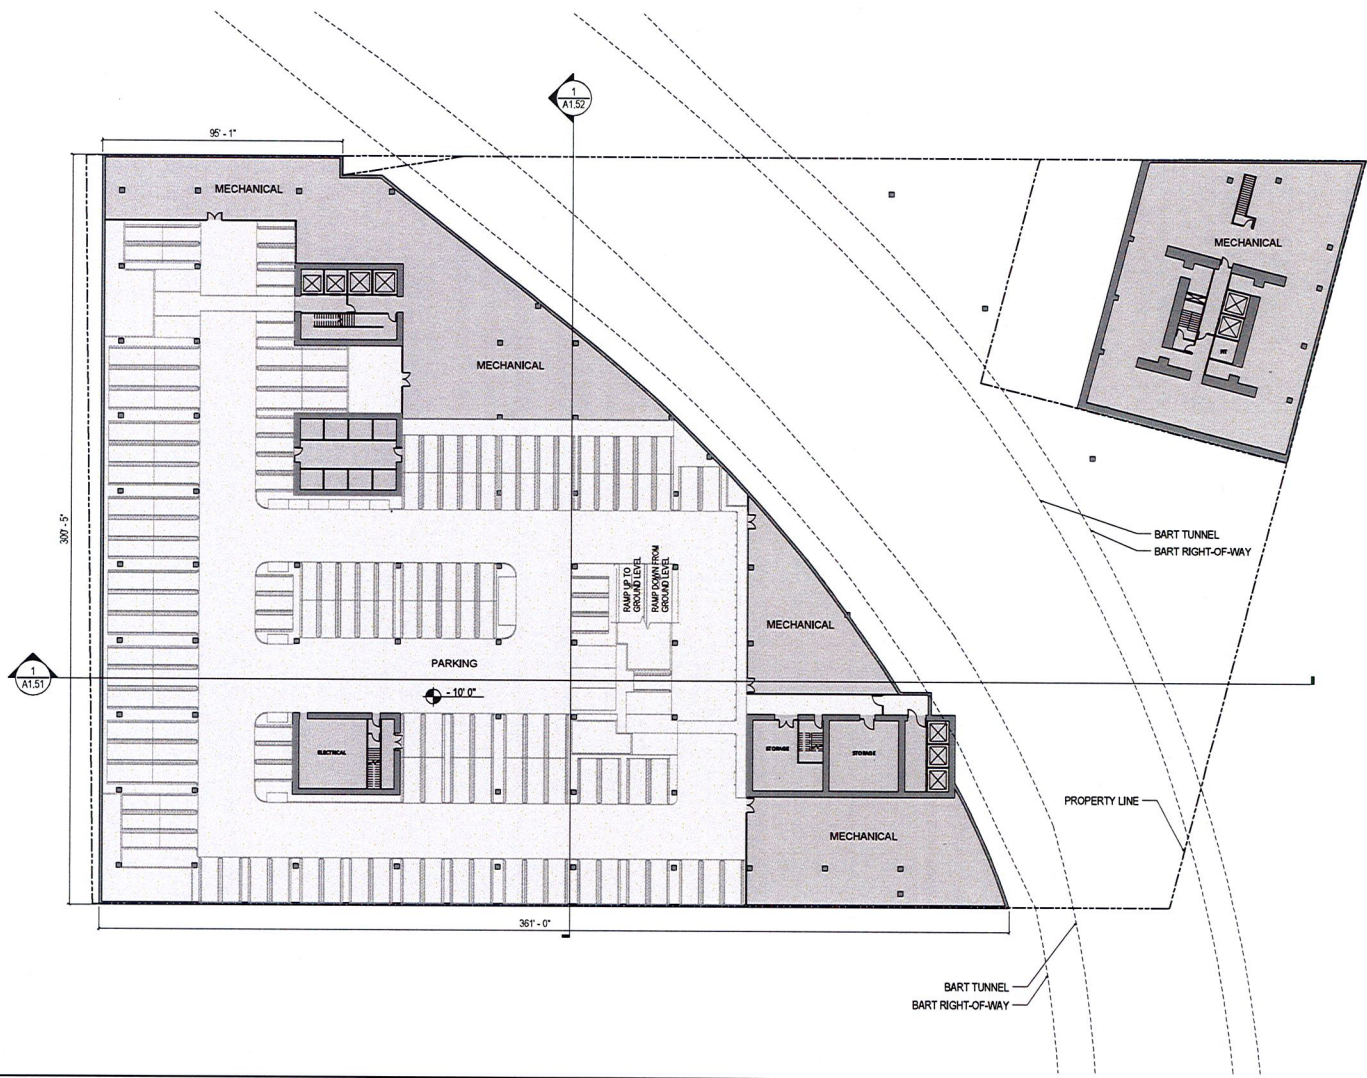 1
A1.52
95' - 1"
MECHANICAL
MECHANICAL
MECHANICAL
300' - 5"
BART TUNNEL
BART RIGHT-OF-WAY
RAMP UP TO
GROUND LEVEL
RAMP DOWN FROM
GROUND LEVEL
MECHANICAL
PARKING
1
A1.51
- 10' 0"
ELECTRICAL
STORAGE
STORAGE
PROPERTY LINE
MECHANICAL
361' - 0"
BART TUNNEL
BART RIGHT-OF-WAY